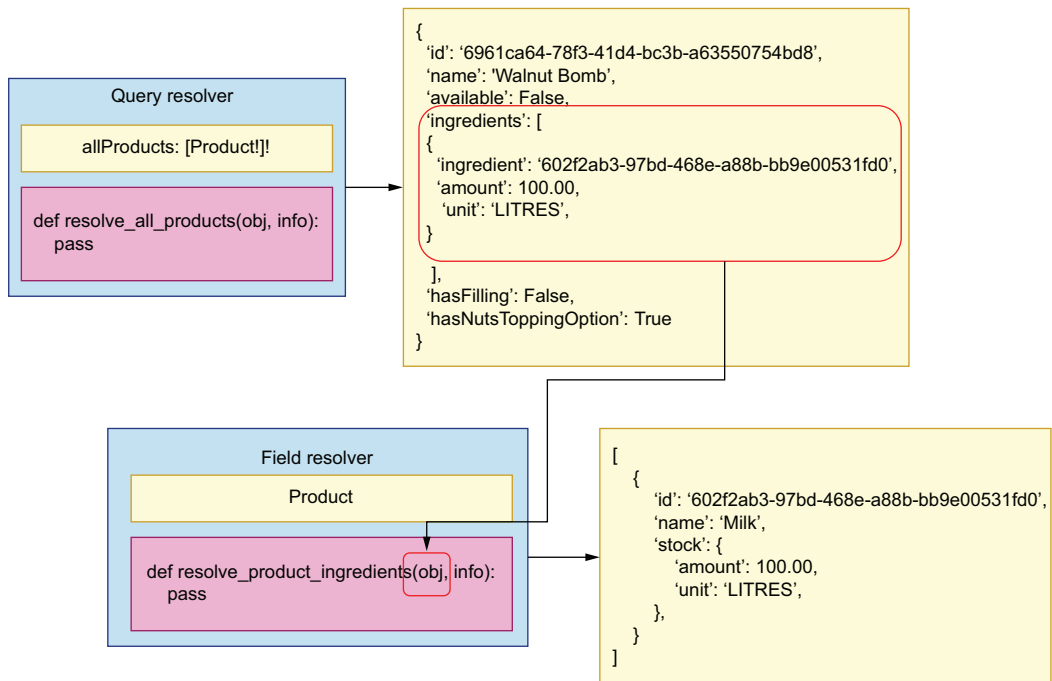 Query resolver
allProducts: [Product!]!
def resolve_all_products(obj, info):
pass
{
‘id’: ‘6961ca64-78f3-41d4-bc3b-a63550754bd8’,
‘name’: 'Walnut Bomb’,
‘available’: False,
‘ingredients’: [
{
‘ingredient’: ‘602f2ab3-97bd-468e-a88b-bb9e00531fd0’,
‘amount’: 100.00,
‘unit’: ‘LITRES’,
}
],
‘hasFilling’: False,
‘hasNutsToppingOption’: True
}
Field resolver
Product
def resolve_product_ingredients(obj, info):
pass
[
{
‘id’: ‘602f2ab3-97bd-468e-a88b-bb9e00531fd0’,
‘name’: ‘Milk’,
‘stock’: {
‘amount’: 100.00,
‘unit’: ‘LITRES’,
},
}
]